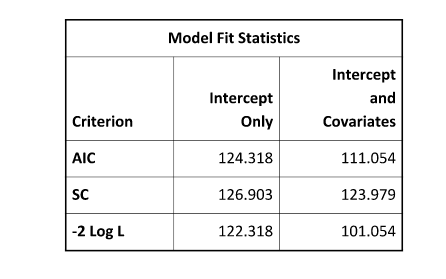 Model Fit Statistics
Criterion Intercept Only Intercept and Covariates
AIC 124.318 111.054
SC 126.903 123.979
-2 Log L 122.318 101.054